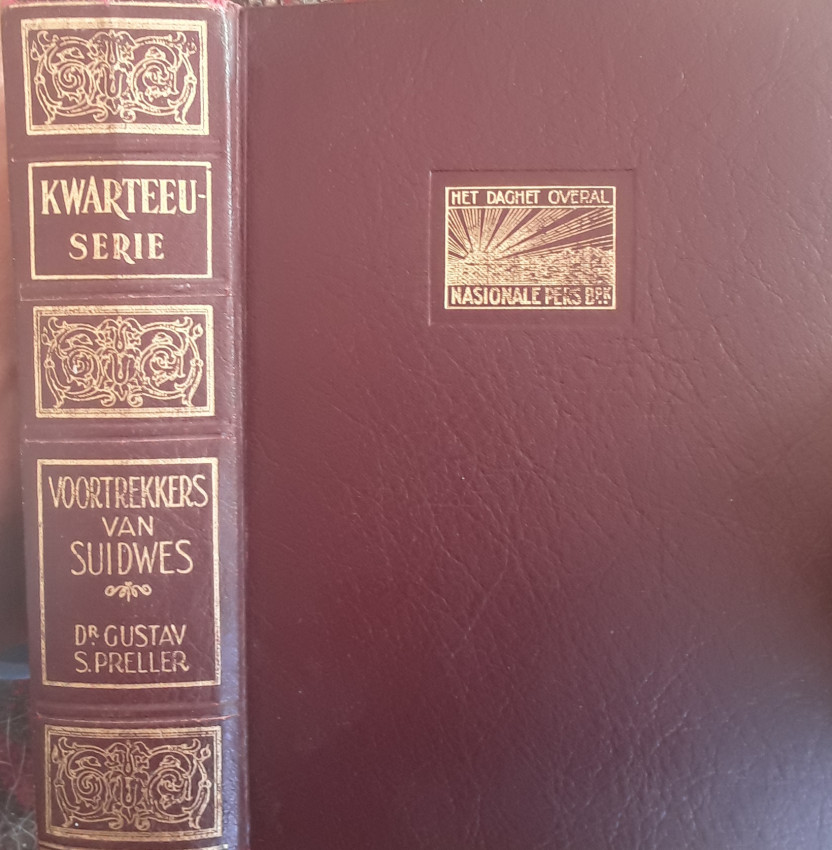 KWARTEEU-
SERIE
VOORTREKKERS
VAN
SUIDWES
DR. GUSTAV
S. PRELLER
HET DAGHET OVERAL
NASIONALE PERS BPK